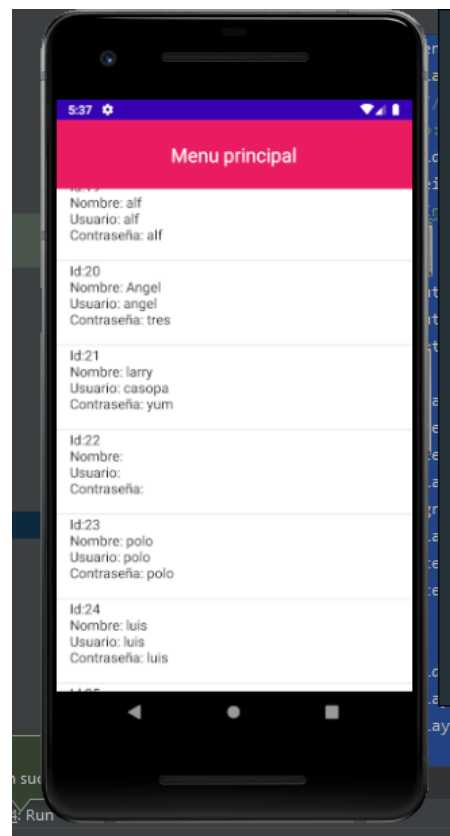 5:37
Menu principal
Nombre: alf
Usuario: alf
Contraseña: alf
Id:20
Nombre: Angel
Usuario: angel
Contraseña: tres
Id:21
Nombre: larry
Usuario: casopa
Contraseña: yum
Id:22
Nombre:
Usuario:
Contraseña:
Id:23
Nombre: polo
Usuario: polo
Contraseña: polo
Id:24
Nombre: luis
Usuario: luis
Contraseña: luis
4: Run